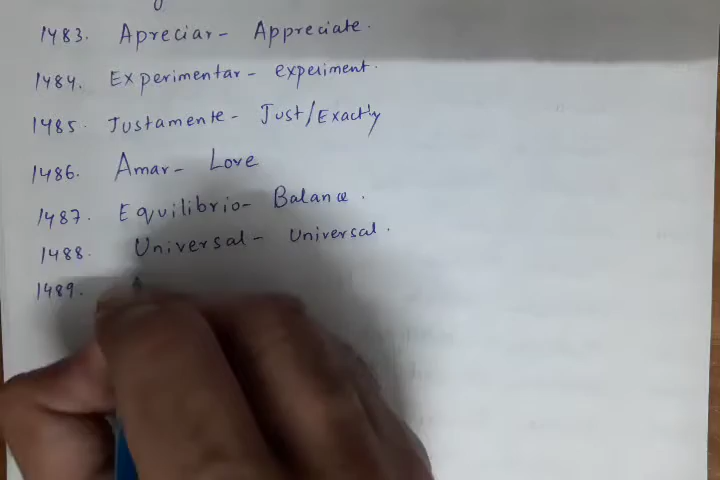 1483. Apreciar - Appreciate.
1484. Experimentar - experiment.
1485. Justamente - Just/Exactly
1486. Amar - Love
1487. Equilibrio - Balance.
1488. Universal - Universal.
1489.